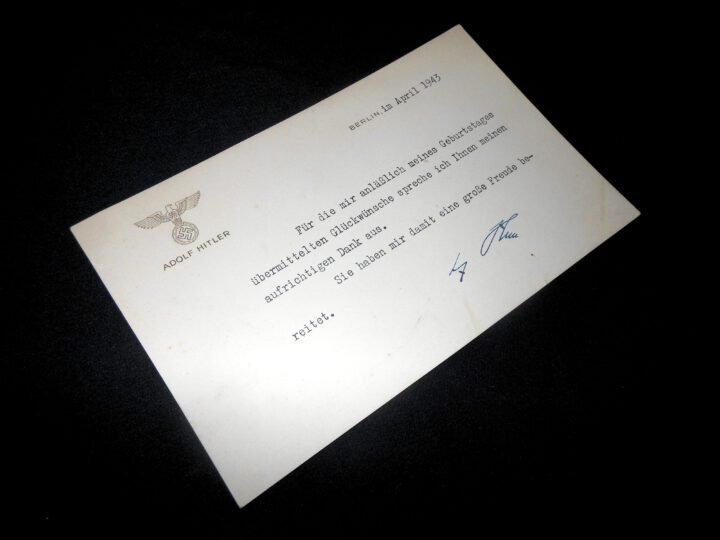 BERLIN, im April 1943
ADOLF HITLER
Für die mir anläßlich meines Geburtstages
übermittelten Glückwünsche spreche ich Ihnen meinen
aufrichtigen Dank aus.
Sie haben mir damit eine große Freude be-
reitet.